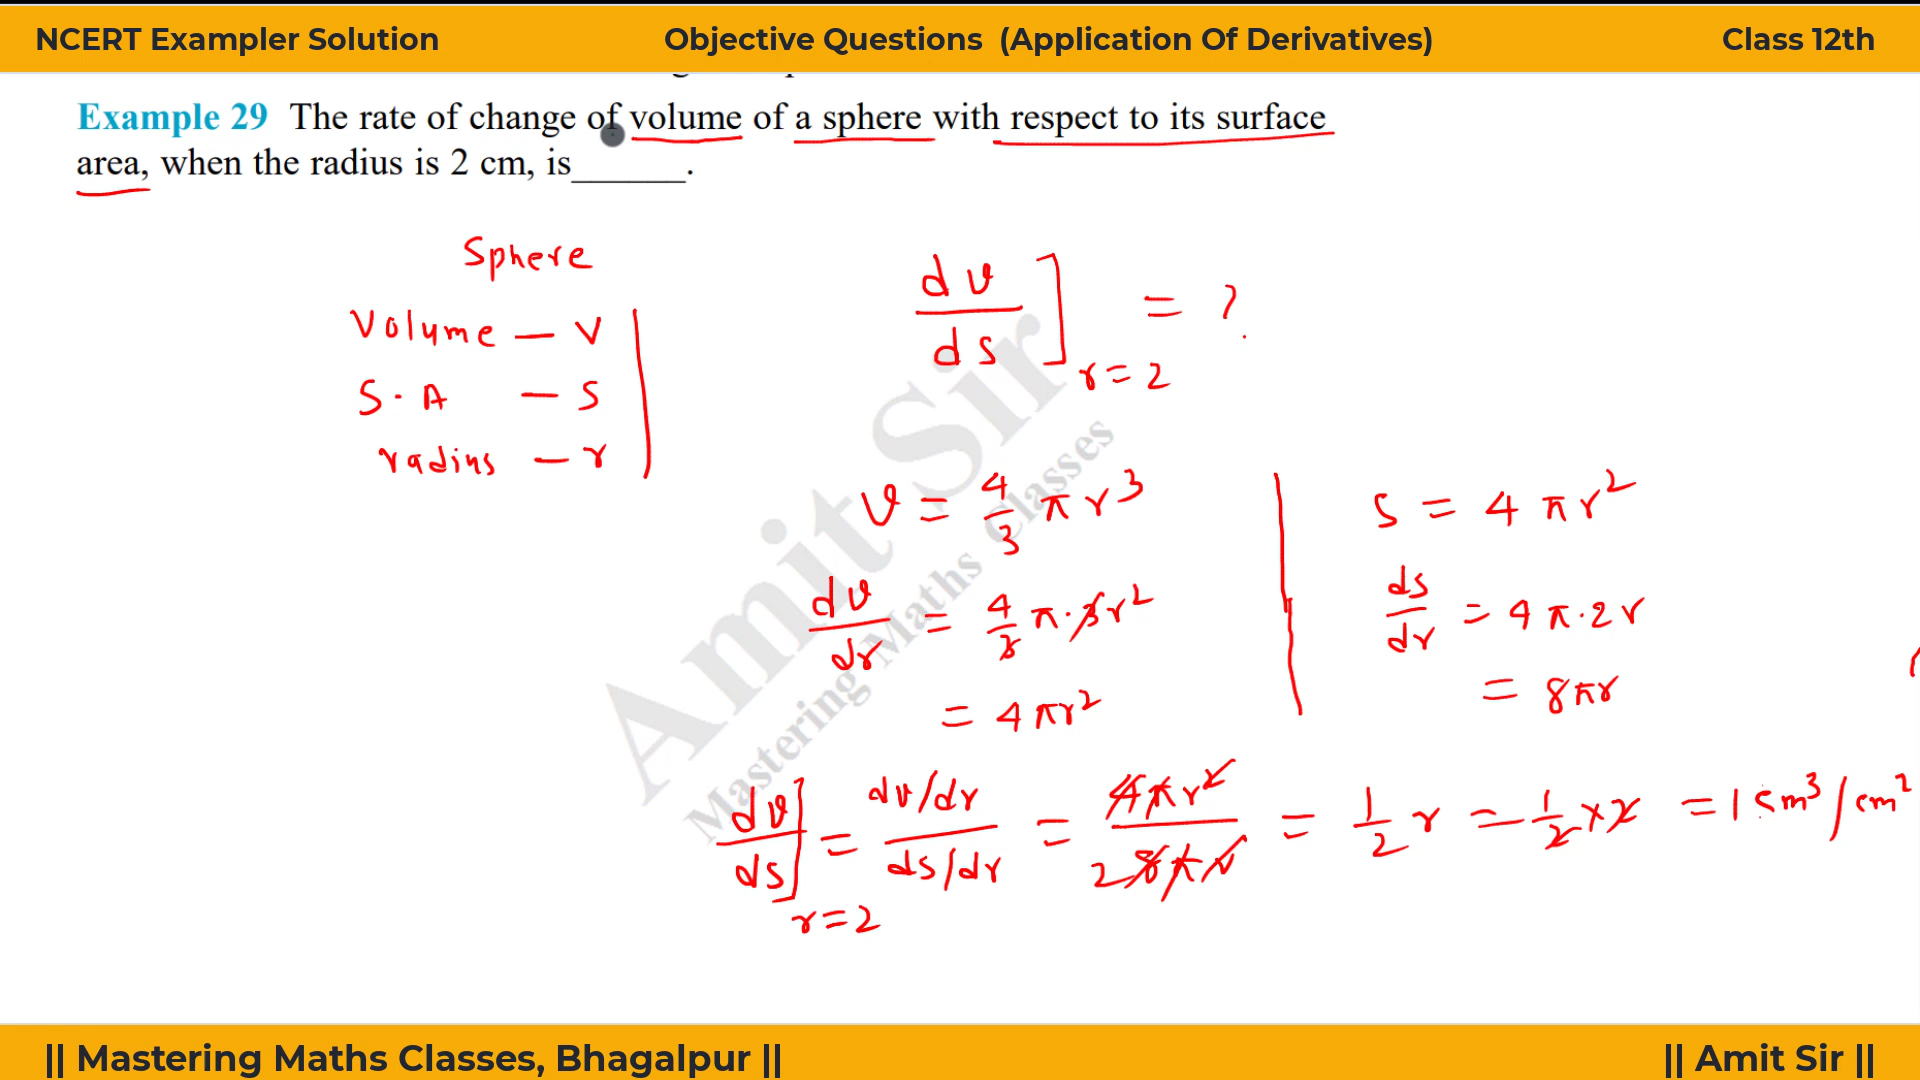 NCERT Exampler Solution Objective Questions (Application Of Derivatives) Class 12th
Example 29 The rate of change of volume of a sphere with respect to its surface
area, when the radius is 2 cm, is______.
Sphere
Volume — V
S.A — S
radius — r
dv/ds]r=2 = ?
v = 4/3 πr³
dv/dr = 4/3 π·3r²
= 4πr²
s = 4πr²
ds/dr = 4π·2r
= 8πr
dv/ds]r=2 = (dv/dr)/(ds/dr) = 4πr²/28πr = 1/2 r = 1/2 × 2 = 1 cm³/cm²
Amit Sir
Mastering Maths Classes
|| Mastering Maths Classes, Bhagalpur || || Amit Sir ||